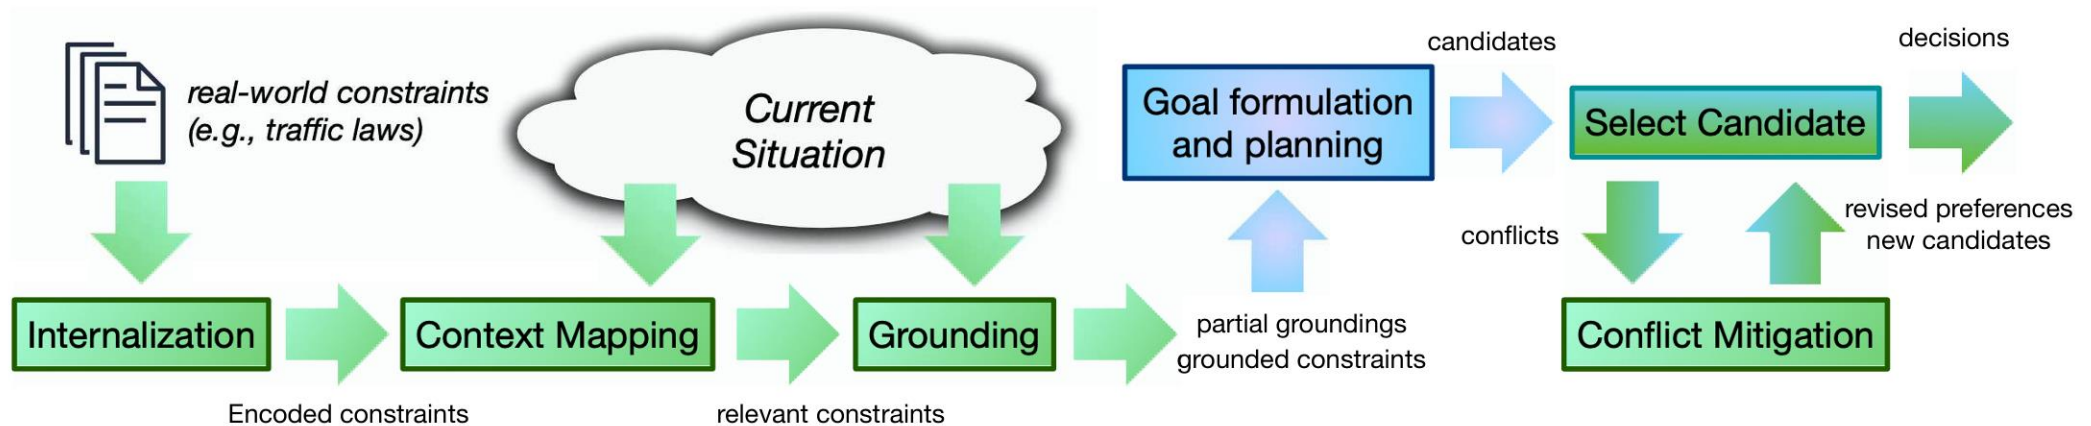 real-world constraints
(e.g., traffic laws)
Current
Situation
Internalization
Encoded constraints
Context Mapping
relevant constraints
Grounding
partial groundings
grounded constraints
Goal formulation
and planning
candidates
Select Candidate
decisions
conflicts
revised preferences
new candidates
Conflict Mitigation